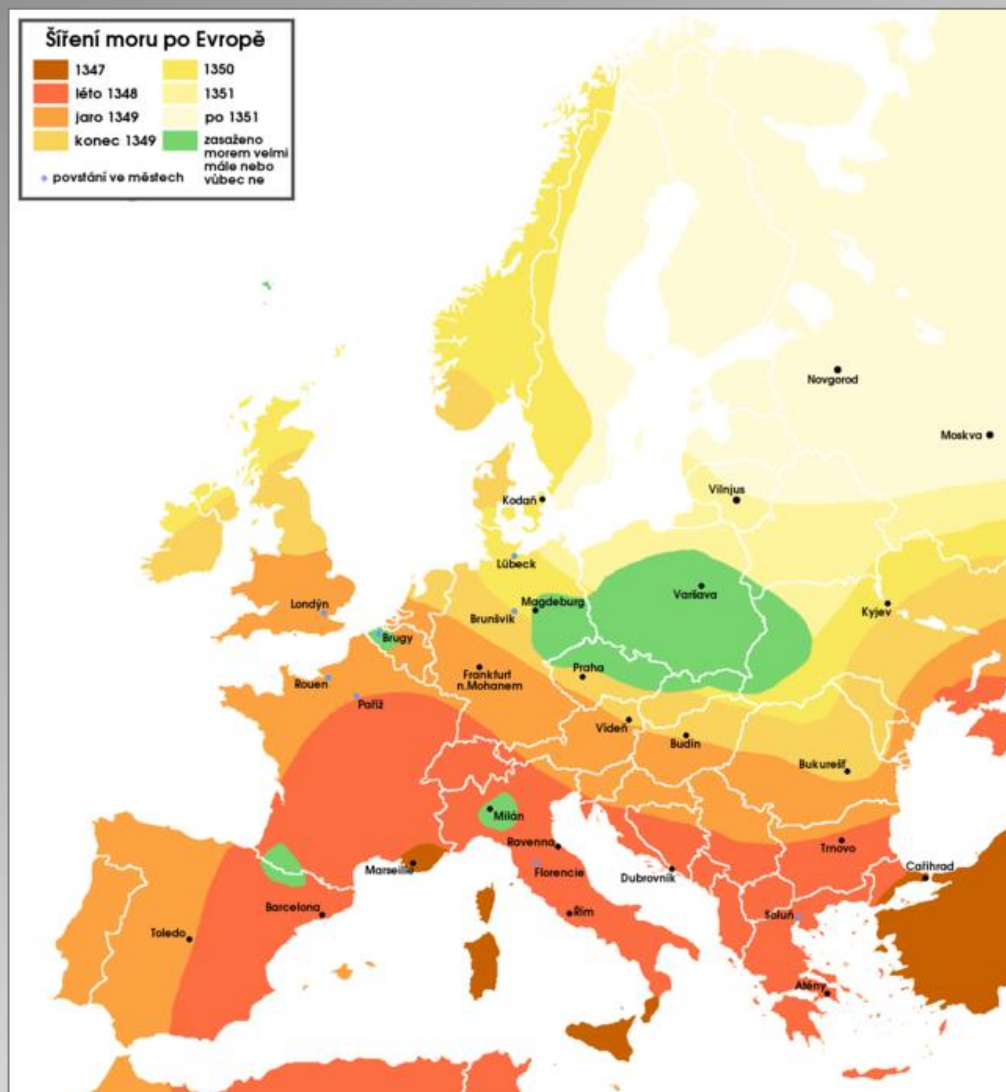 Šíření moru po Evropě
1347
léto 1348
jaro 1349
konec 1349
1350
1351
po 1351
zasaženo
morem velmi
mále nebo
vůbec ne
povstání ve městech
Novgorod
Moskva
Vilnjus
Kodaň
Lübeck
Varšava
Magdeburg
Brunšvik
Kyjev
Londýn
Brugy
Praha
Frankfurt
n.Mohanem
Rouen
Paříž
Vídeň
Budín
Bukurešť
Milán
Ravenna
Trnovo
Marseille
Florencie
Dubrovník
Cařihrad
Barcelona
Řím
Soluň
Toledo
Atény